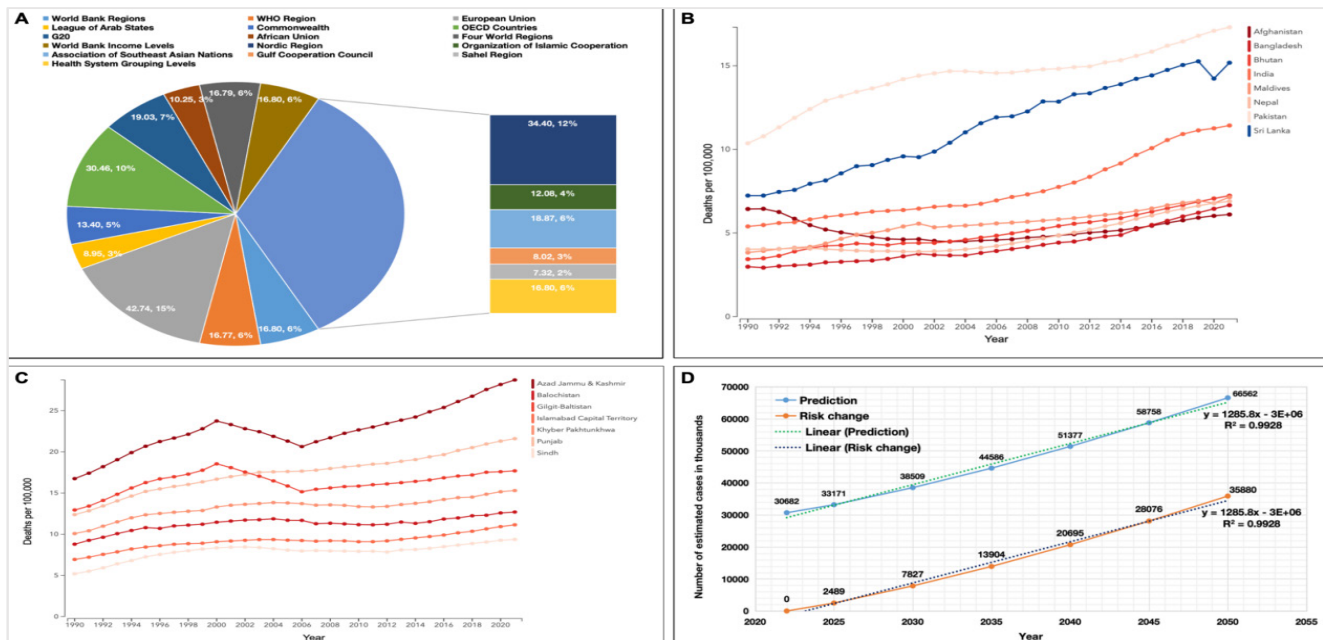 A
World Bank Regions WHO Region European Union
League of Arab States Commonwealth OECD Countries
G20 African Union Four World Regions
World Bank Income Levels Nordic Region Organization of Islamic Cooperation
Association of Southeast Asian Nations Gulf Cooperation Council Sahel Region
Health System Grouping Levels
16.79, 6%
16.80, 6%
10.25, 3%
19.03, 7%
30.46, 10%
13.40, 5%
8.95, 3%
42.74, 15%
16.77, 6%
16.80, 6%
34.40, 12%
12.08, 4%
18.87, 6%
8.02, 3%
7.32, 2%
16.80, 6%
B
Deaths per 100,000
15
10
5
0
1990 1992 1994 1996 1998 2000 2002 2004 2006 2008 2010 2012 2014 2016 2018 2020
Year
Afghanistan
Bangladesh
Bhutan
India
Maldives
Nepal
Pakistan
Sri Lanka
C
Deaths per 100,000
25
20
15
10
5
0
1990 1992 1994 1996 1998 2000 2002 2004 2006 2008 2010 2012 2014 2016 2018 2020
Year
Azad Jammu & Kashmir
Balochistan
Gilgit-Baltistan
Islamabad Capital Territory
Khyber Pakhtunkhwa
Punjab
Sindh
D
Number of estimated cases in thousands
70000
60000
50000
40000
30000
20000
10000
0
Prediction
Risk change
Linear (Prediction)
Linear (Risk change)
30682
33171
38509
44586
51377
58758
66562
y = 1285.8x - 3E+06
R² = 0.9928
0
2489
7827
13904
20695
28076
35880
y = 1285.8x - 3E+06
R² = 0.9928
2020 2025 2030 2035 2040 2045 2050 2055
Year